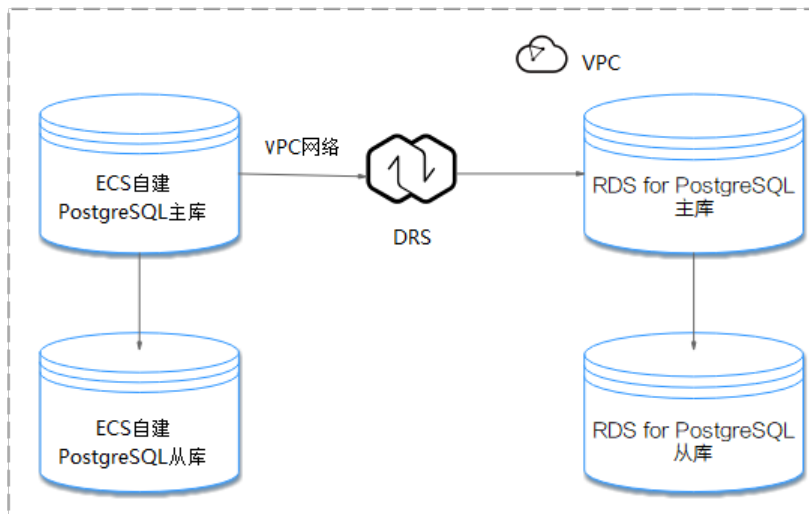 VPC
VPC网络
ECS自建
PostgreSQL主库
DRS
RDS for PostgreSQL
主库
ECS自建
PostgreSQL从库
RDS for PostgreSQL
从库